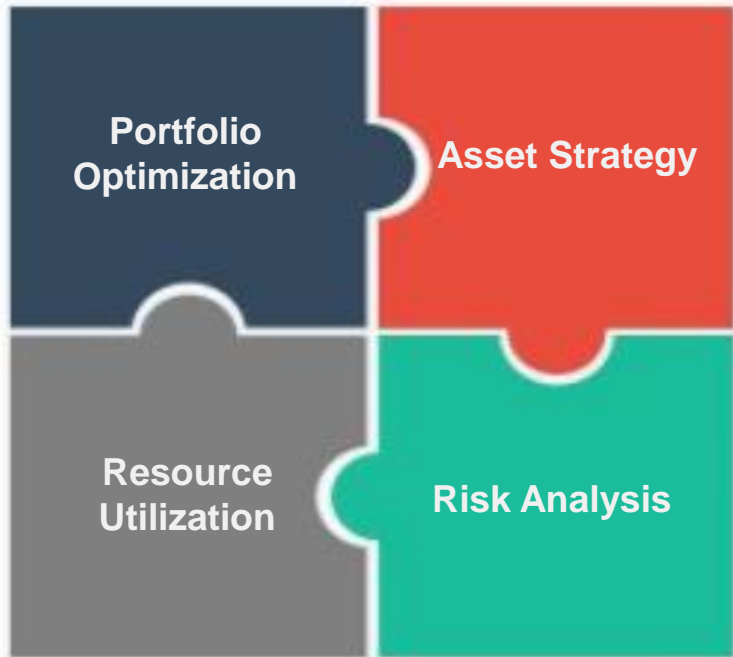 Portfolio
Optimization
Asset Strategy
Resource
Utilization
Risk Analysis